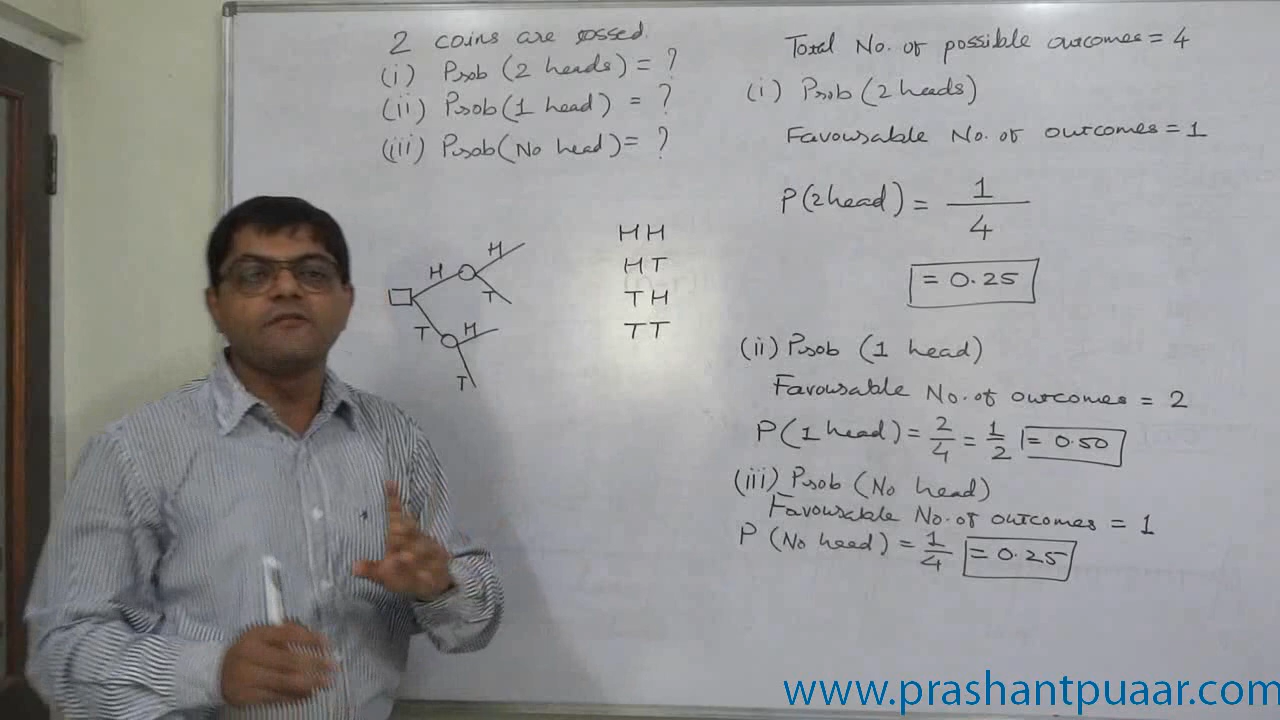 2 coins are tossed.
(i) Prob (2 heads) = ?
(ii) Prob (1 head) = ?
(iii) Prob (No head) = ?
H
H
T
T
H
T
HH
HT
TH
TT
Total No. of possible outcomes = 4
(i) Prob (2 heads)
Favourable No. of outcomes = 1
P (2 head) = 1/4
= 0.25
(ii) Prob (1 head)
Favourable No. of outcomes = 2
P (1 head) = 2/4 = 1/2 = 0.50
(iii) Prob (No head)
Favourable No. of outcomes = 1
P (No head) = 1/4 = 0.25
www.prashantpuaar.com